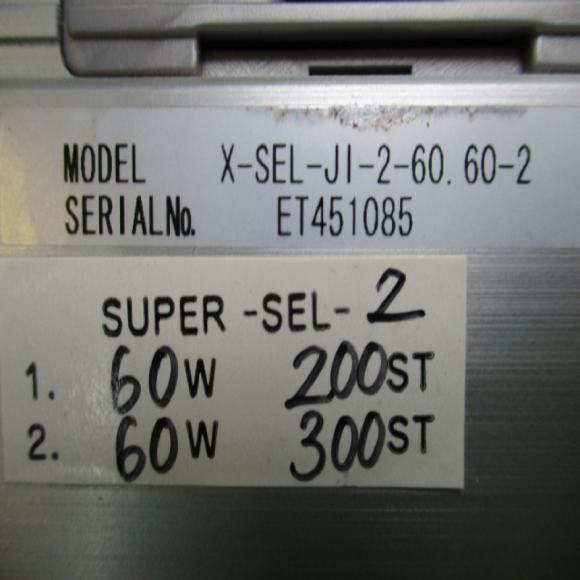 MODEL X-SEL-JI-2-60.60-2
SERIALNo. ET451085
SUPER -SEL- 2
1. 60W 200ST
2. 60W 300ST